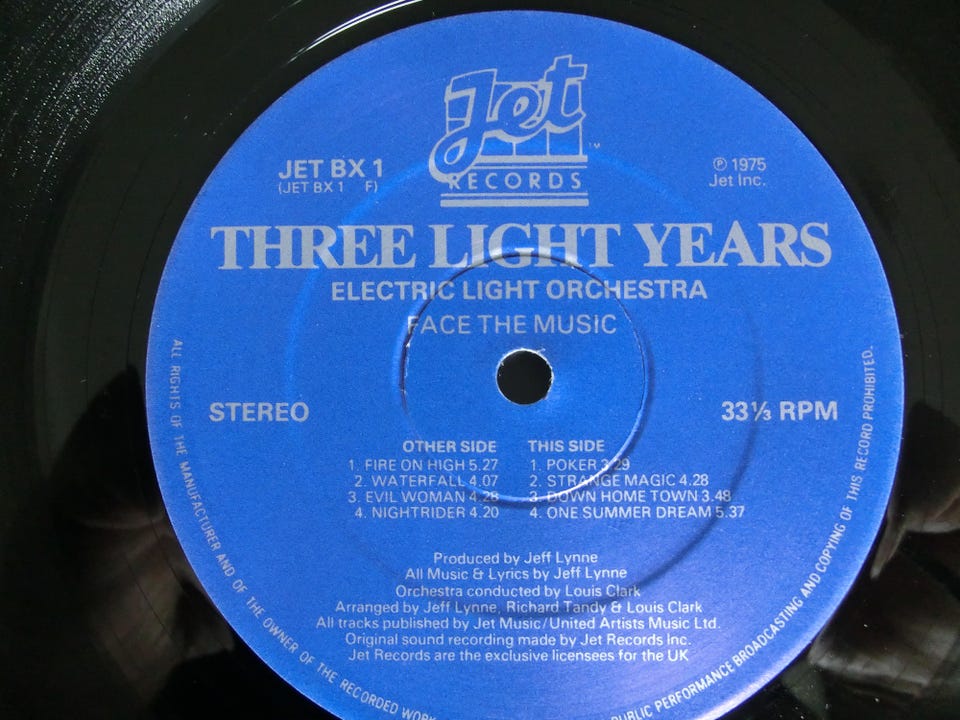 Jet
RECORDS
TM
JET BX 1
(JET BX 1 F)
℗ 1975
Jet Inc.
THREE LIGHT YEARS
ELECTRIC LIGHT ORCHESTRA
FACE THE MUSIC
STEREO
33⅓ RPM
OTHER SIDE
1. FIRE ON HIGH 5.27
2. WATERFALL 4.07
3. EVIL WOMAN 4.28
4. NIGHTRIDER 4.20
THIS SIDE
1. POKER 3.29
2. STRANGE MAGIC 4.28
3. DOWN HOME TOWN 3.48
4. ONE SUMMER DREAM 5.37
Produced by Jeff Lynne
All Music & Lyrics by Jeff Lynne
Orchestra conducted by Louis Clark
Arranged by Jeff Lynne, Richard Tandy & Louis Clark
All tracks published by Jet Music/United Artists Music Ltd.
Original sound recording made by Jet Records Inc.
Jet Records are the exclusive licensees for the UK
ALL RIGHTS OF THE MANUFACTURER AND OF THE OWNER OF THE RECORDED WORK
PUBLIC PERFORMANCE BROADCASTING AND COPYING OF THIS RECORD PROHIBITED.